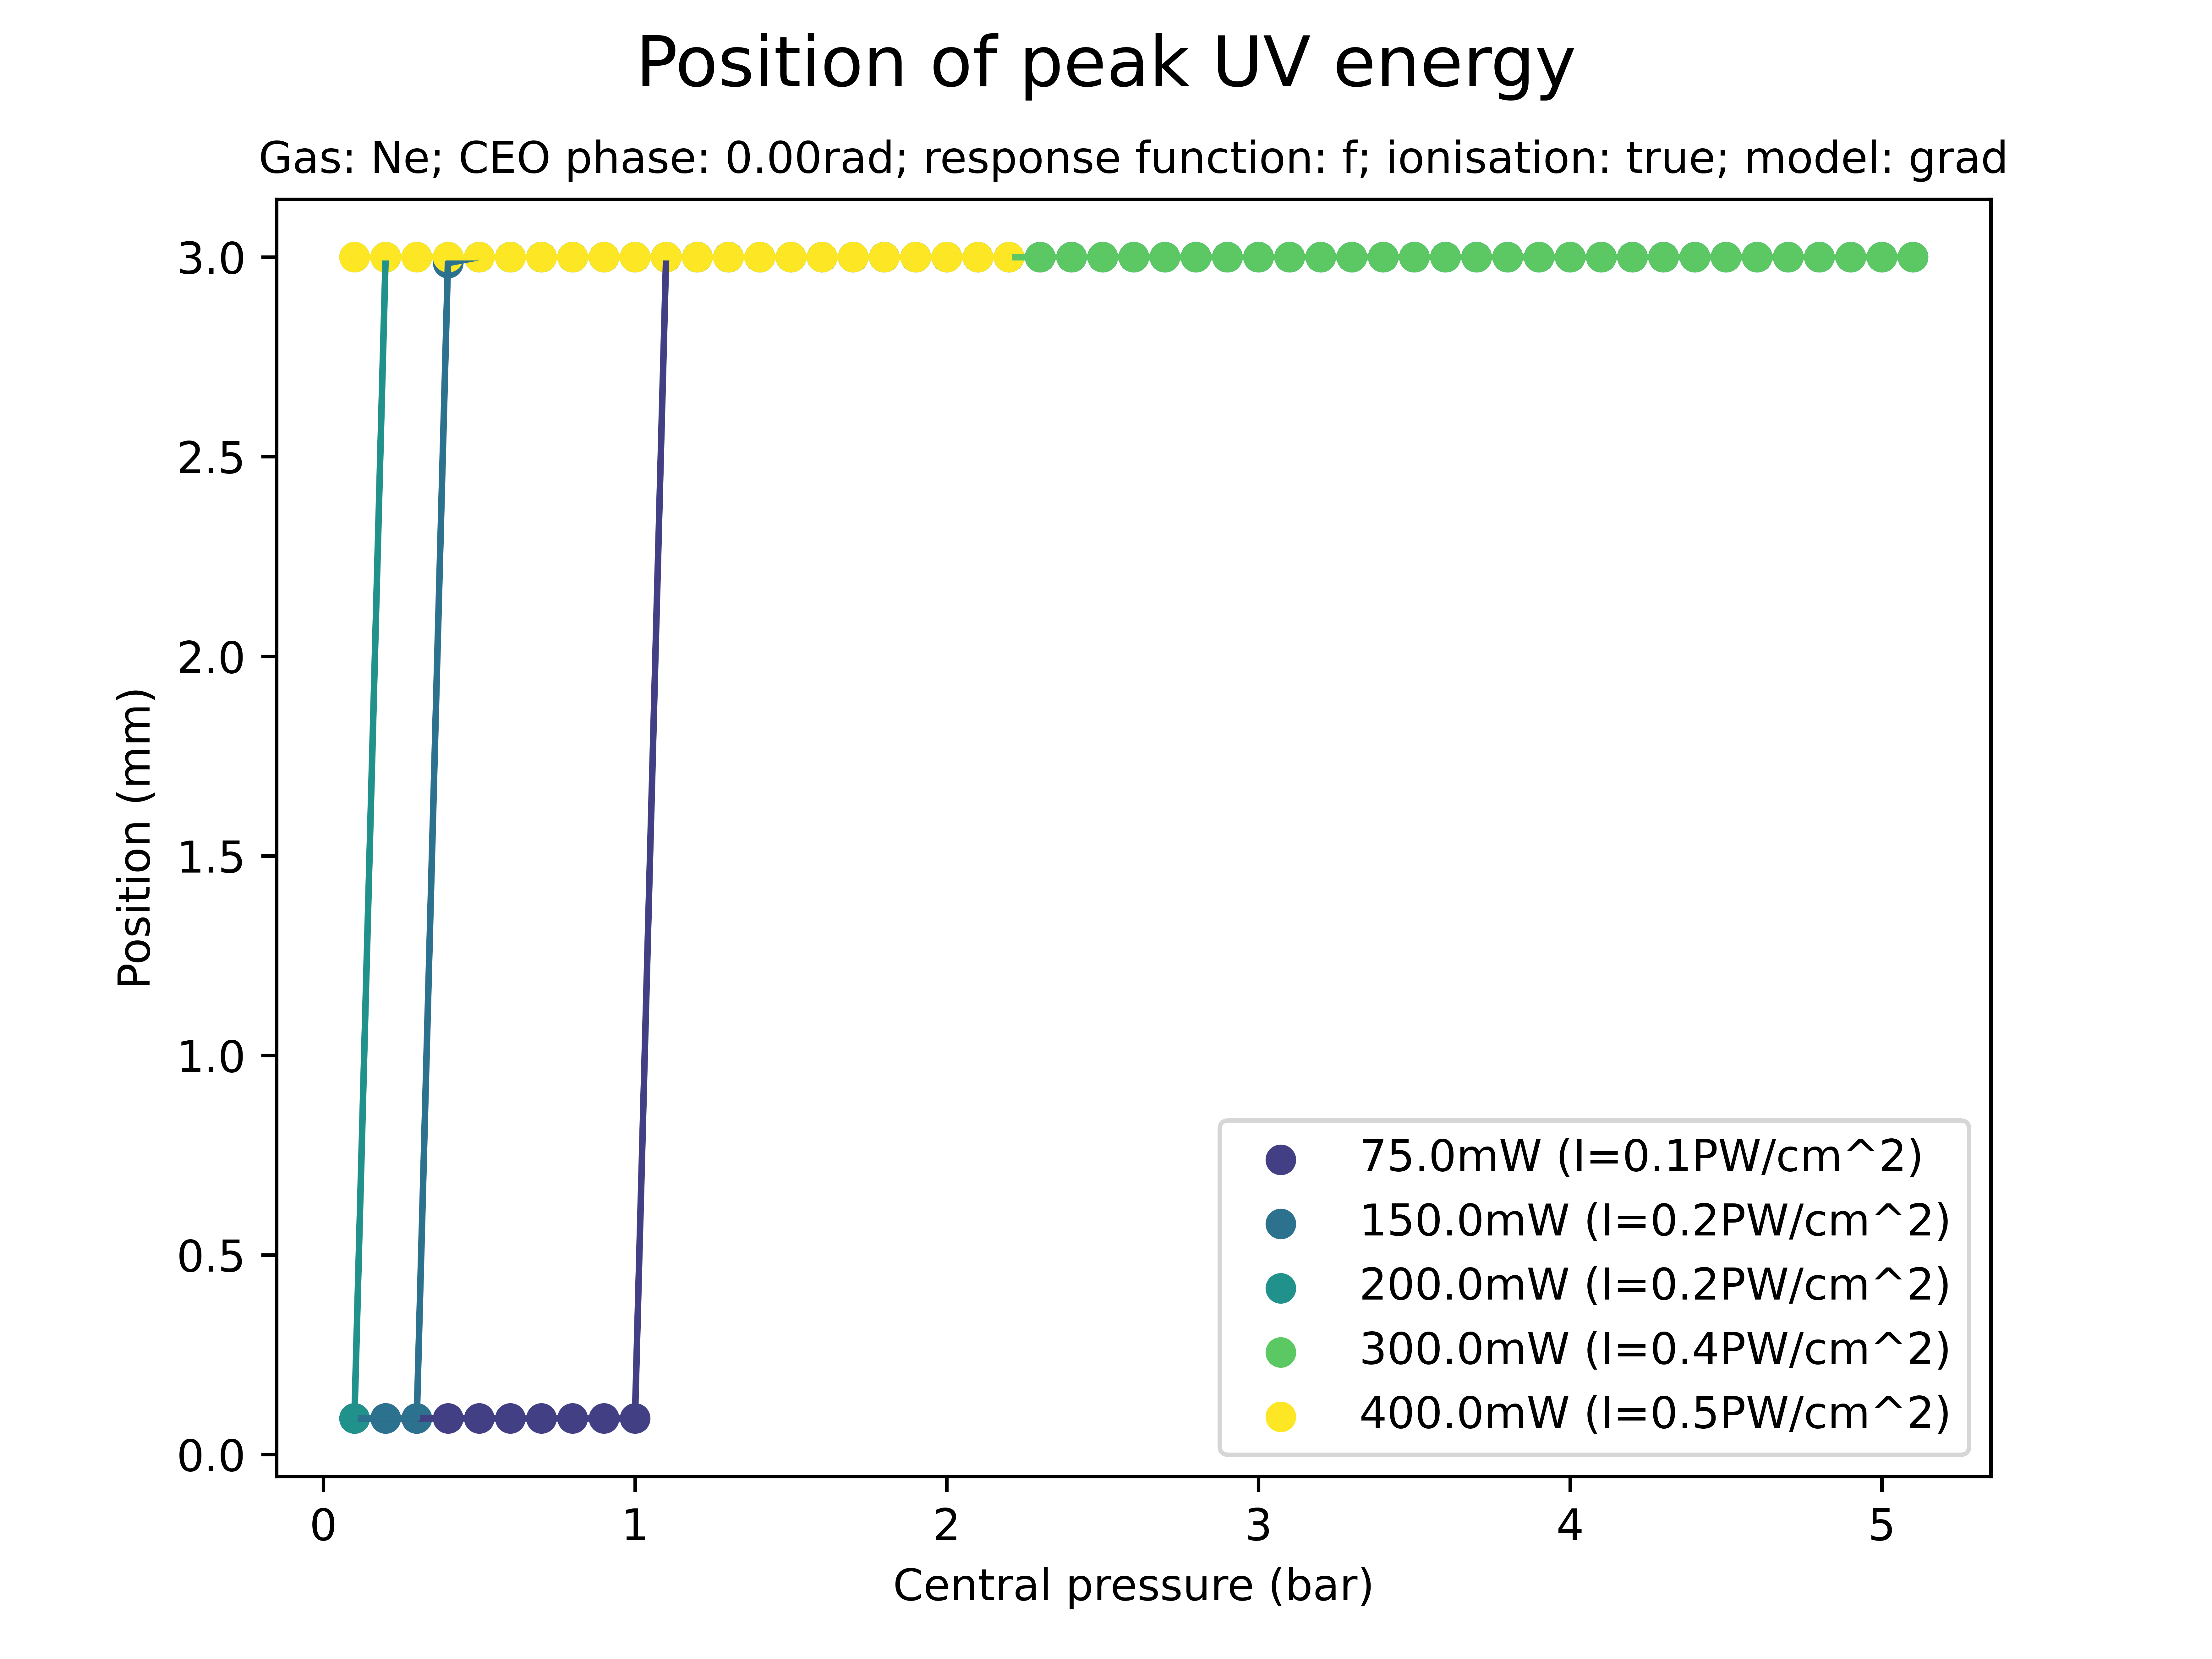 Position of peak UV energy
Gas: Ne; CEO phase: 0.00rad; response function: f; ionisation: true; model: grad
3.0
2.5
2.0
1.5
1.0
0.5
0.0
Position (mm)
75.0mW (I=0.1PW/cm^2)
150.0mW (I=0.2PW/cm^2)
200.0mW (I=0.2PW/cm^2)
300.0mW (I=0.4PW/cm^2)
400.0mW (I=0.5PW/cm^2)
0 1 2 3 4 5
Central pressure (bar)